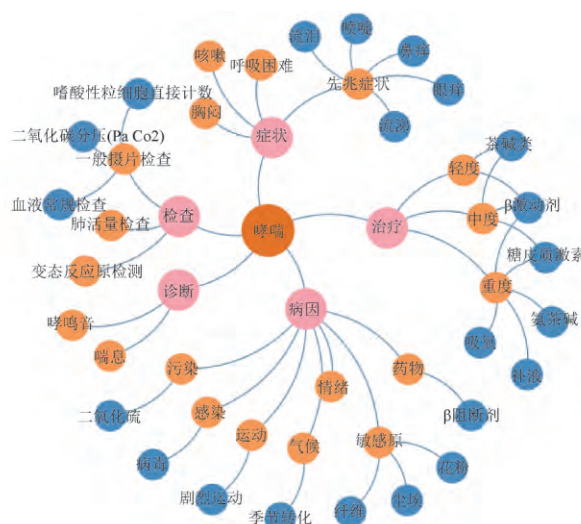 流泪
喷嚏
鼻痒
眼痒
流涕
先兆症状
咳嗽
呼吸困难
胸闷
症状
嗜酸性粒细胞直接计数
二氧化碳分压(Pa Co2)
一般摄片检查
血液常规检查
肺活量检查
检查
变态反应原检测
哮喘
治疗
轻度
茶碱类
中度
β激动剂
糖皮质激素
重度
氨茶碱
吸氧
补液
诊断
哮鸣音
喘息
病因
污染
二氧化硫
感染
病毒
运动
剧烈运动
气候
季节转化
情绪
药物
β阻断剂
敏感原
花粉
尘埃
纤维